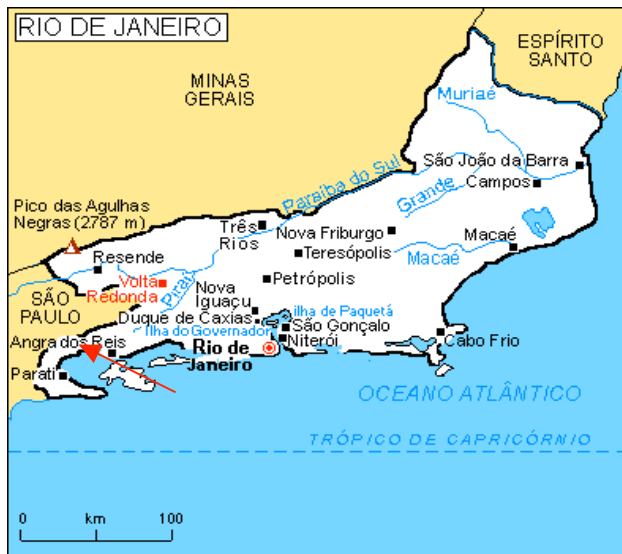 RIO DE JANEIRO
ESPÍRITO
SANTO
MINAS
GERAIS
Muriaé
São João da Barra
Paraíba do Sul
Campos
Grande
Pico das Agulhas
Negras (2787 m)
Três
Rios
Nova Friburgo
Macaé
Teresópolis
Macaé
Resende
Petrópolis
Volta
Redonda
Piraí
Nova
Iguaçu
SÃO
PAULO
ilha de Paquetá
Duque de Caxias
São Gonçalo
Ilha do Governador
Niterói
Cabo Frio
Angra dos Reis
Rio de
Janeiro
Parati
OCEANO ATLÂNTICO
TRÓPICO DE CAPRICÓRNIO
0 km 100